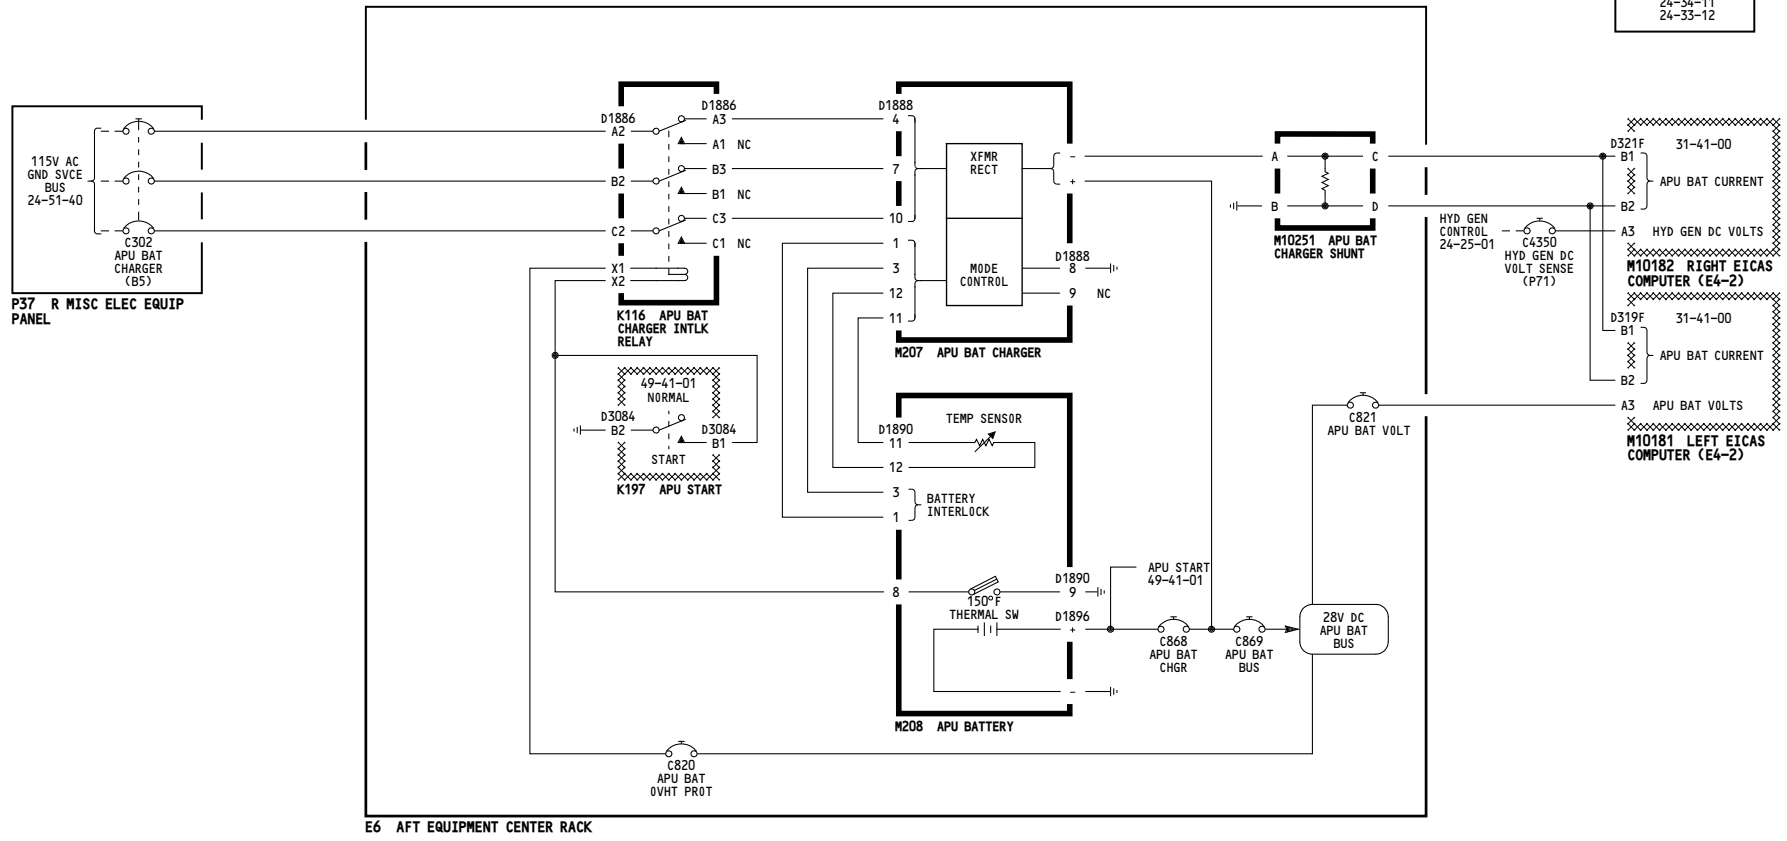 24-34-11
24-33-12
115V AC
GND SVCE
BUS
24-51-40
C302
APU BAT
CHARGER
(B5)
P37 R MISC ELEC EQUIP
PANEL
D1886
A2
B2
C2
X1
X2
D1886
A3
A1 NC
B3
B1 NC
C3
C1 NC
K116 APU BAT
CHARGER INTLK
RELAY
49-41-01
NORMAL
D3084
B2
D3084
B1
START
K197 APU START
D1888
4
7
10
1
3
12
11
XFMR
RECT
MODE
CONTROL
-
+
D1888
8
9 NC
M207 APU BAT CHARGER
TEMP SENSOR
D1890
11
12
3
1
BATTERY
INTERLOCK
8
150°F
THERMAL SW
D1890
9
D1896
+
-
M208 APU BATTERY
APU START
49-41-01
C868
APU BAT
CHGR
C869
APU BAT
BUS
28V DC
APU BAT
BUS
C820
APU BAT
OVHT PROT
C821
APU BAT VOLT
A
B
C
D
M10251 APU BAT
CHARGER SHUNT
HYD GEN
CONTROL
24-25-01
C4350
HYD GEN DC
VOLT SENSE
(P71)
D321F
31-41-00
B1
APU BAT CURRENT
B2
A3 HYD GEN DC VOLTS
M10182 RIGHT EICAS
COMPUTER (E4-2)
D319F
31-41-00
B1
APU BAT CURRENT
B2
A3 APU BAT VOLTS
M10181 LEFT EICAS
COMPUTER (E4-2)
E6 AFT EQUIPMENT CENTER RACK